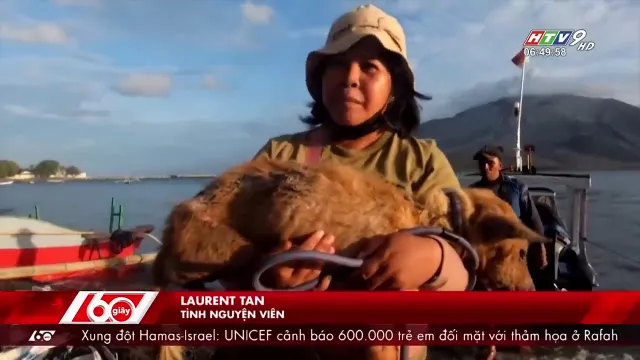 HTV9 HD
06:49:58
60 giây
LAURENT TAN
TÌNH NGUYỆN VIÊN
60 Xung đột Hamas-Israel: UNICEF cảnh báo 600.000 trẻ em đối mặt với thảm họa ở Rafah